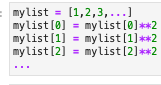 mylist = [1,2,3,...]
mylist[0] = mylist[0]**2
mylist[1] = mylist[1]**2
mylist[2] = mylist[2]**2
...